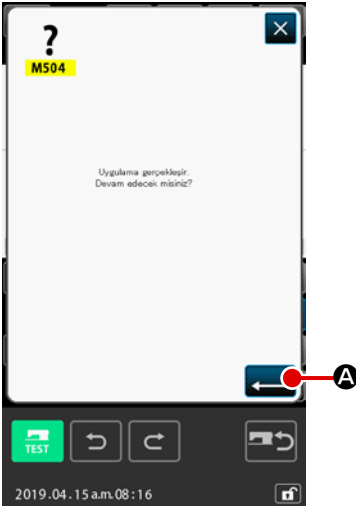 ?
M504
Uygulama gerçekleşir.
Devam edecek misiniz?
A
TEST
2019.04.15 a.m.08:16